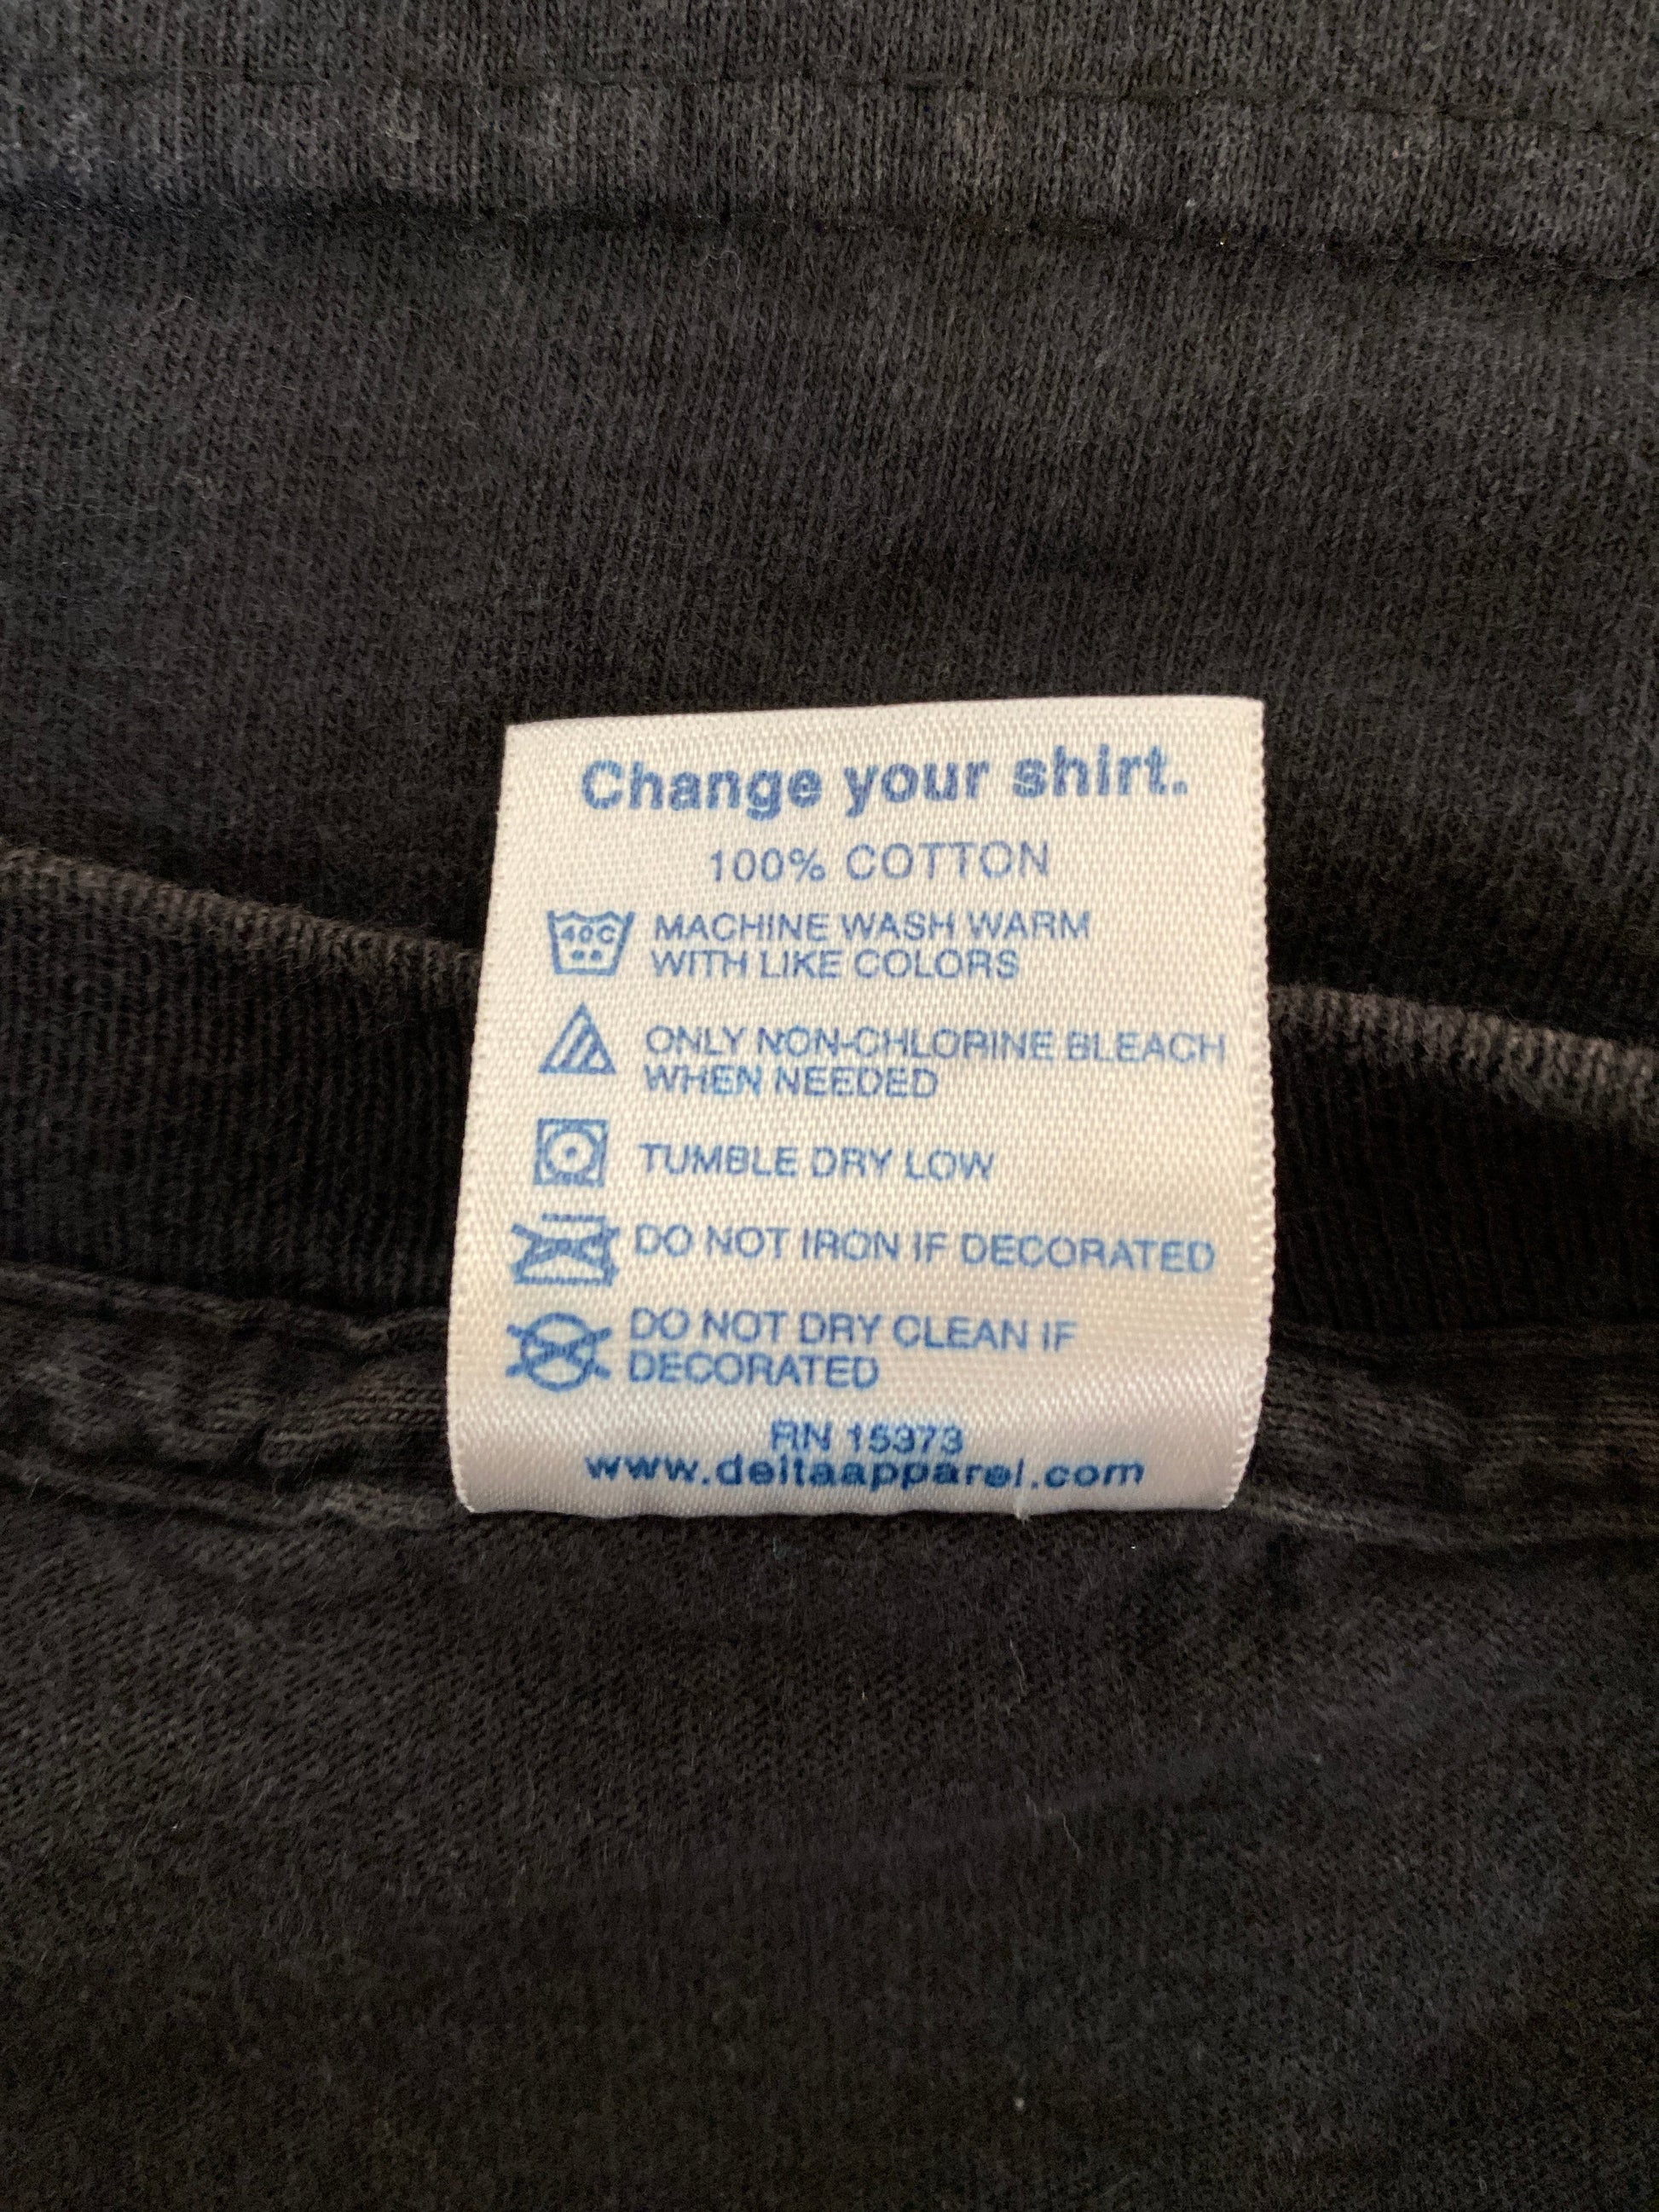 Change your shirt.
100% COTTON
40C
MACHINE WASH WARM
WITH LIKE COLORS
ONLY NON-CHLORINE BLEACH
WHEN NEEDED
TUMBLE DRY LOW
DO NOT IRON IF DECORATED
DO NOT DRY CLEAN IF
DECORATED
RN 15373
www.deltaapparel.com